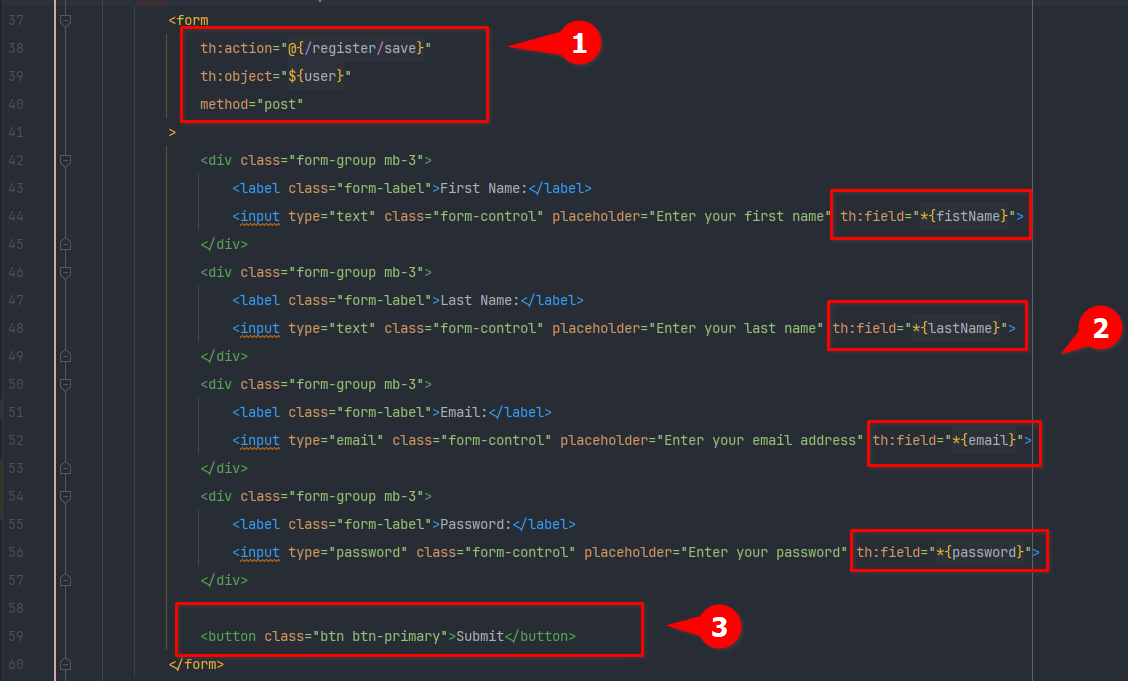 37 <form
38 th:action="@{/register/save}"
39 th:object="${user}"
40 method="post"
41 >
42 <div class="form-group mb-3">
43 <label class="form-label">First Name:</label>
44 <input type="text" class="form-control" placeholder="Enter your first name" th:field="*{fistName}">
45 </div>
46 <div class="form-group mb-3">
47 <label class="form-label">Last Name:</label>
48 <input type="text" class="form-control" placeholder="Enter your last name" th:field="*{lastName}">
49 </div>
50 <div class="form-group mb-3">
51 <label class="form-label">Email:</label>
52 <input type="email" class="form-control" placeholder="Enter your email address" th:field="*{email}">
53 </div>
54 <div class="form-group mb-3">
55 <label class="form-label">Password:</label>
56 <input type="password" class="form-control" placeholder="Enter your password" th:field="*{password}">
57 </div>
58
59 <button class="btn btn-primary">Submit</button>
60 </form>
1
2
3